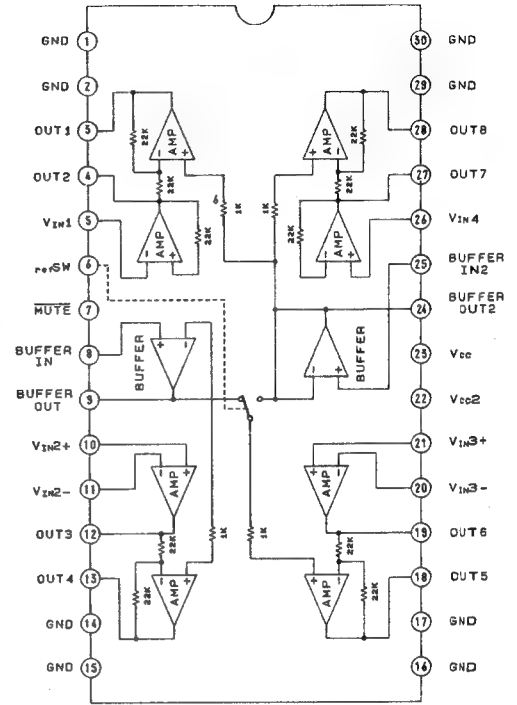 GND 1
GND 2
OUT1 3
OUT2 4
VIN1 5
refSW 6
MUTE 7
BUFFER IN 8
BUFFER OUT 9
VIN2+ 10
VIN2- 11
OUT3 12
OUT4 13
GND 14
GND 15
30 GND
29 GND
28 OUT8
27 OUT7
26 VIN4
25 BUFFER IN2
24 BUFFER OUT2
23 Vcc
22 Vcc2
21 VIN3+
20 VIN3-
19 OUT6
18 OUT5
17 GND
16 GND
22K
AMP
- +
22K
AMP
- +
22K
1K
1K
22K
AMP
+ -
22K
AMP
- +
22K
BUFFER
+ -
BUFFER
- +
AMP
- +
22K
22K
AMP
- +
1K
1K
AMP
+ -
22K
22K
AMP
+ -